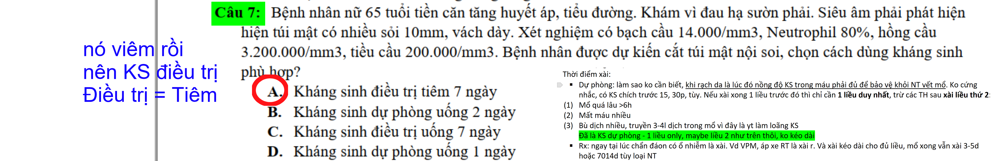 Câu 7: Bệnh nhân nữ 65 tuổi tiền căn tăng huyết áp, tiểu đường. Khám vì đau hạ sườn phải. Siêu âm phải phát hiện
hiện túi mật có nhiều sỏi 10mm, vách dày. Xét nghiệm có bạch cầu 14.000/mm3, Neutrophil 80%, hồng cầu
3.200.000/mm3, tiểu cầu 200.000/mm3. Bệnh nhân được dự kiến cắt túi mật nội soi, chọn cách dùng kháng sinh
phù hợp?
nó viêm rồi
nên KS điều trị
Điều trị = Tiêm
A. Kháng sinh điều trị tiêm 7 ngày
B. Kháng sinh dự phòng uống 2 ngày
C. Kháng sinh điều trị uống 7 ngày
D. Kháng sinh dự phòng uống 1 ngày
Thời điểm xài:
▪ Dự phòng: làm sao ko cần biết, khi rạch da là lúc đó nồng độ KS trong máu phải đủ để bảo vệ khỏi NT vết mổ. Ko cứng
nhắc, có KS chích trước 15, 30p, tùy. Nếu xài xong 1 liều trước đó thì chỉ cần 1 liều duy nhất, trừ các TH sau xài liều thứ 2:
(1) Mổ quá lâu >6h
(2) Mất máu nhiều
(3) Bù dịch nhiều, truyền 3-4l dịch trong mổ vì đây là yt làm loãng KS
Đã là KS dự phòng - 1 liều only, maybe liều 2 như trên thôi, ko kéo dài
▪ Rx: ngay tại lúc chẩn đáon có ổ nhiễm là xài. Vd VPM, áp xe RT là xài r. Và xài kéo dài cho đủ liều, mổ xong vẫn xài 3-5d
hoặc 7014d tùy loại NT